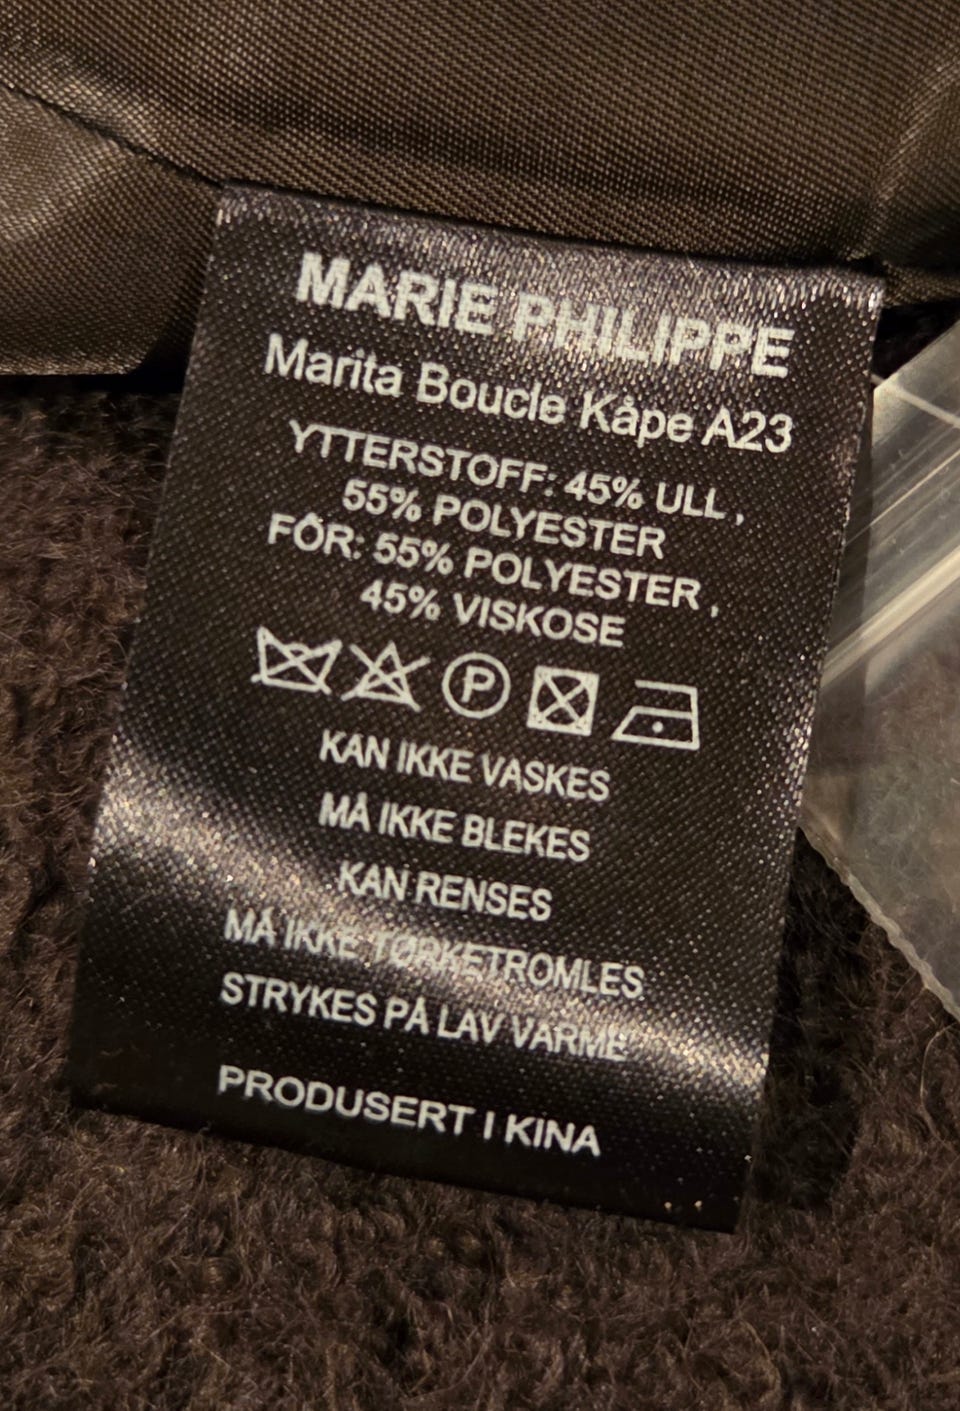 MARIE PHILIPPE
Marita Boucle Kåpe A23
YTTERSTOFF: 45% ULL ,
55% POLYESTER
FÔR: 55% POLYESTER ,
45% VISKOSE
P
KAN IKKE VASKES
MÅ IKKE BLEKES
KAN RENSES
MÅ IKKE TØRKETROMLES
STRYKES PÅ LAV VARME
PRODUSERT I KINA